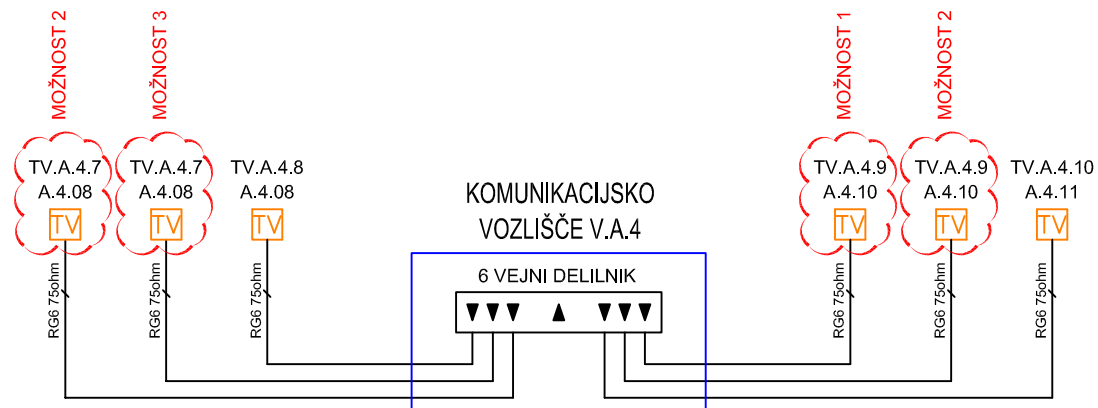 MOŽNOST 2
MOŽNOST 3
MOŽNOST 1
MOŽNOST 2
TV.A.4.7
A.4.08
TV
TV.A.4.7
A.4.08
TV
TV.A.4.8
A.4.08
TV
KOMUNIKACIJSKO
VOZLIŠČE V.A.4
6 VEJNI DELILNIK
TV.A.4.9
A.4.10
TV
TV.A.4.9
A.4.10
TV
TV.A.4.10
A.4.11
TV
RG6 75ohm
RG6 75ohm
RG6 75ohm
RG6 75ohm
RG6 75ohm
RG6 75ohm